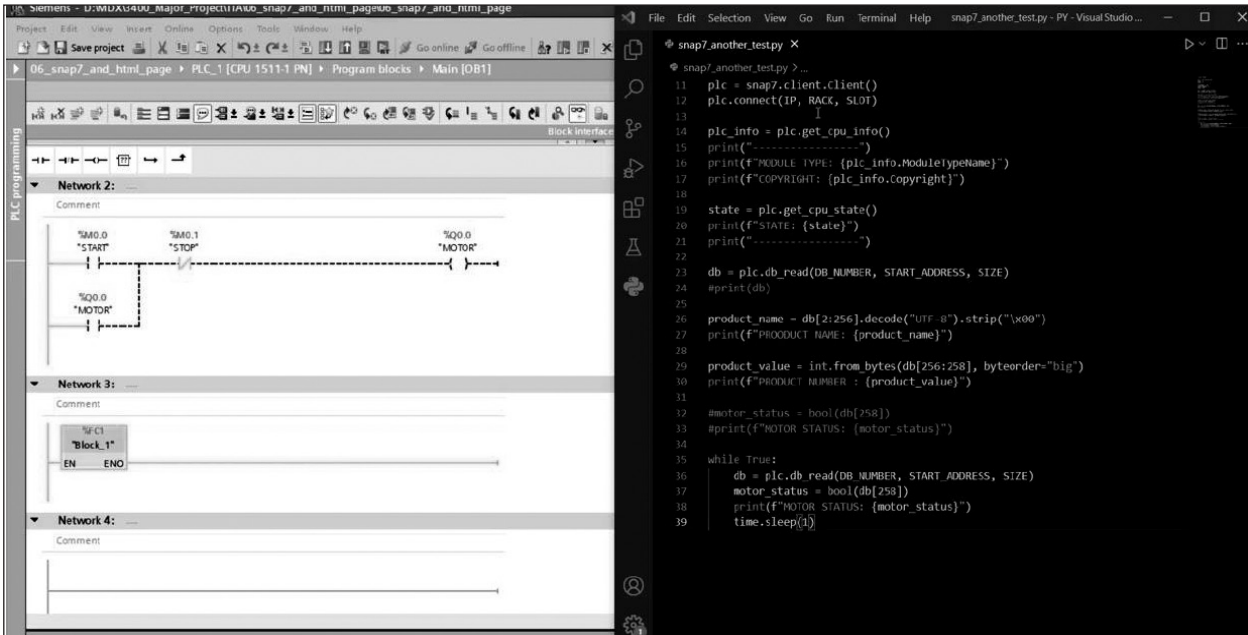 Siemens - D:\MDX\3400_Major_Project\TIA\06_snap7_and_html_page\06_snap7_and_html_page
Project Edit View Insert Online Options Tools Window Help
Save project Go online Go offline
06_snap7_and_html_page PLC_1 [CPU 1511-1 PN] Program blocks Main [OB1]
Block interface
PLC programming
Network 2: .....
Comment
%M0.0 %M0.1 %Q0.0
"START" "STOP" "MOTOR"
%Q0.0
"MOTOR"
Network 3: .....
Comment
%FC1
"Block_1"
EN ENO
Network 4: .....
Comment
File Edit Selection View Go Run Terminal Help snap7_another_test.py - PY - Visual Studio ...
snap7_another_test.py
snap7_another_test.py > ...
11 plc = snap7.client.client()
12 plc.connect(IP, RACK, SLOT)
13
14 plc_info = plc.get_cpu_info()
15 print("-----------------")
16 print(f"MODULE TYPE: {plc_info.ModuleTypeName}")
17 print(f"COPYRIGHT: {plc_info.Copyright}")
18
19 state = plc.get_cpu_state()
20 print(f"STATE: {state}")
21 print("-----------------")
22
23 db = plc.db_read(DB_NUMBER, START_ADDRESS, SIZE)
24 #print(db)
25
26 product_name = db[2:256].decode("UTF-8").strip("\x00")
27 print(f"PROODUCT NAME: {product_name}")
28
29 product_value = int.from_bytes(db[256:258], byteorder="big")
30 print(f"PRODUCT NUMBER : {product_value}")
31
32 #motor_status = bool(db[258])
33 #print(f"MOTOR STATUS: {motor_status}")
34
35 while True:
36 db = plc.db_read(DB_NUMBER, START_ADDRESS, SIZE)
37 motor_status = bool(db[258])
38 print(f"MOTOR STATUS: {motor_status}")
39 time.sleep(1)